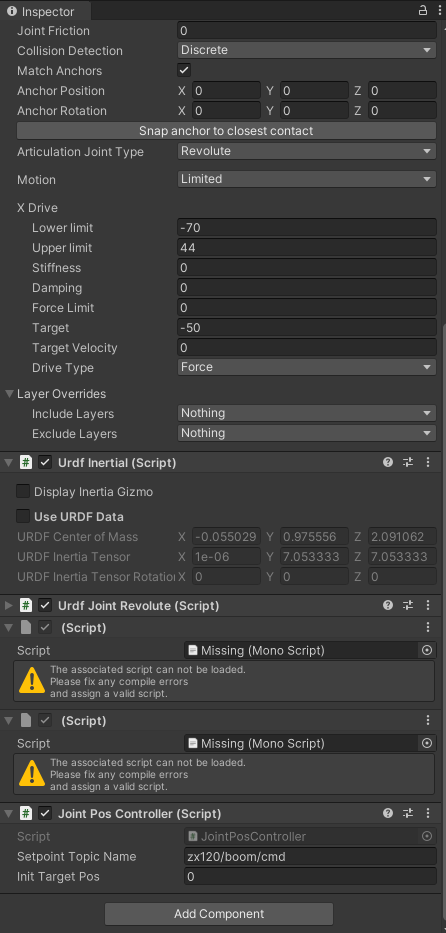 Inspector
Joint Friction 0
Collision Detection Discrete
Match Anchors
Anchor Position X 0 Y 0 Z 0
Anchor Rotation X 0 Y 0 Z 0
Snap anchor to closest contact
Articulation Joint Type Revolute
Motion Limited
X Drive
Lower limit -70
Upper limit 44
Stiffness 0
Damping 0
Force Limit 0
Target -50
Target Velocity 0
Drive Type Force
Layer Overrides
Include Layers Nothing
Exclude Layers Nothing
# Urdf Inertial (Script)
Display Inertia Gizmo
Use URDF Data
URDF Center of Mass X -0.055029 Y 0.975556 Z 2.091062
URDF Inertia Tensor X 1e-06 Y 7.053333 Z 7.053333
URDF Inertia Tensor Rotation X 0 Y 0 Z 0
# Urdf Joint Revolute (Script)
(Script)
Script Missing (Mono Script)
The associated script can not be loaded.
Please fix any compile errors
and assign a valid script.
(Script)
Script Missing (Mono Script)
The associated script can not be loaded.
Please fix any compile errors
and assign a valid script.
# Joint Pos Controller (Script)
Script # JointPosController
Setpoint Topic Name zx120/boom/cmd
Init Target Pos 0
Add Component